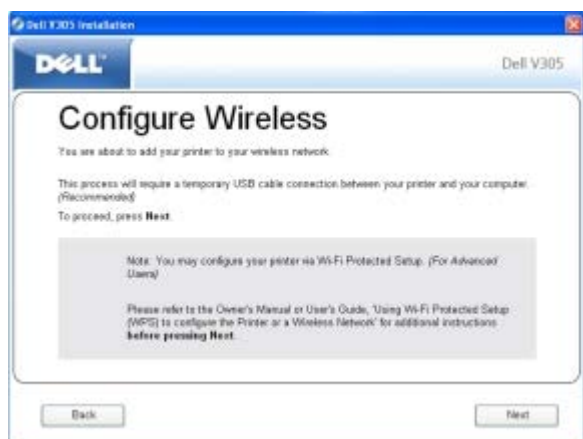 Dell V305 Installation
DELL
Dell V305
Configure Wireless
You are about to add your printer to your wireless network.
This process will require a temporary USB cable connection between your printer and your computer.
(Recommended)
To proceed, press Next.
Note: You may configure your printer via Wi-Fi Protected Setup. (For Advanced
Users)
Please refer to the Owner's Manual or User's Guide, 'Using Wi-Fi Protected Setup
(WPS) to configure the Printer or a Wireless Network' for additional instructions
before pressing Next.
Back
Next